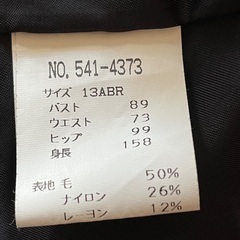 NO. 541-4373
サイズ 13ABR
バスト 89
ウエスト 73
ヒップ 99
身長 158
表地 毛 50%
ナイロン 26%
レーヨン 12%